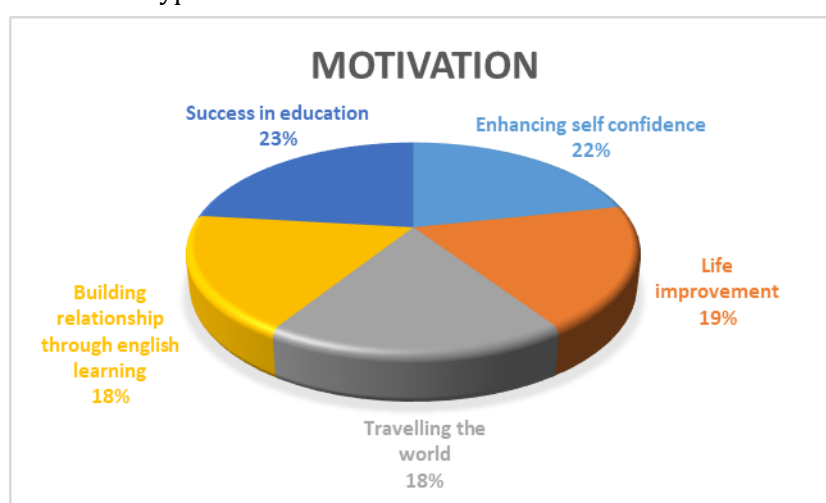 MOTIVATION
Success in education
23%
Enhancing self confidence
22%
Life
improvement
19%
Building
relationship
through english
learning
18%
Travelling the
world
18%